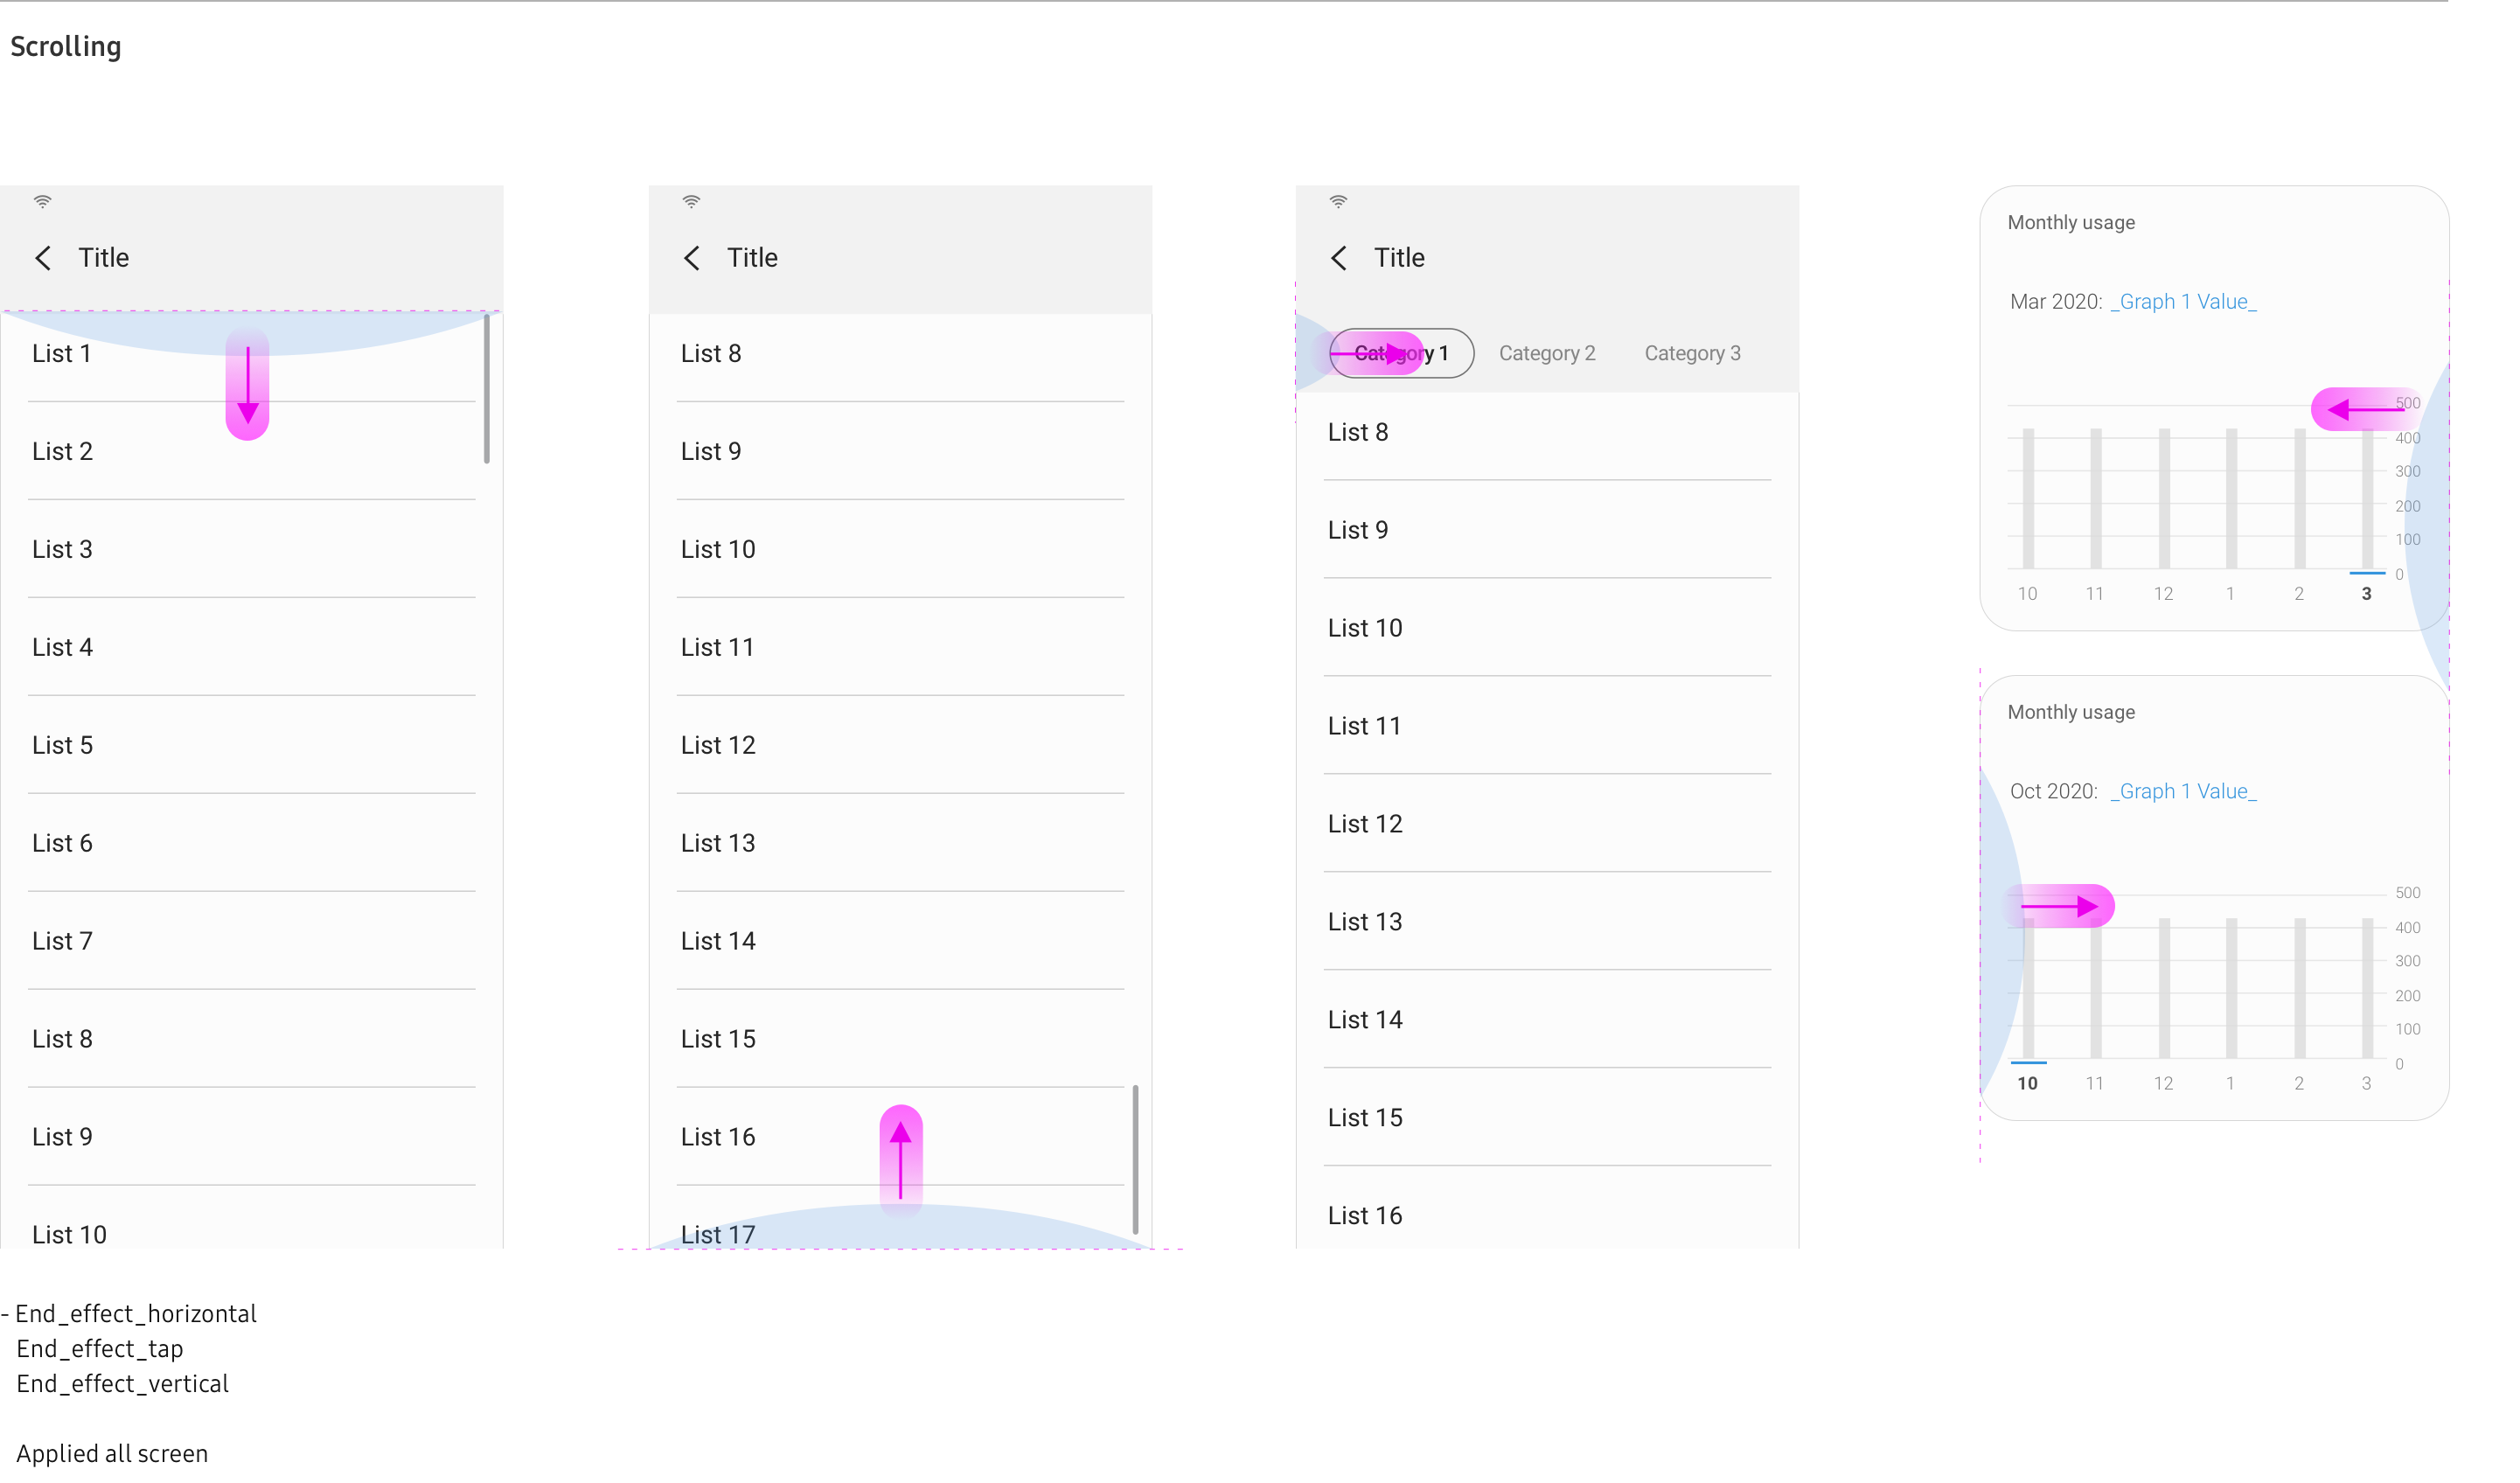 Scrolling
Title
List 1
List 2
List 3
List 4
List 5
List 6
List 7
List 8
List 9
List 10
Title
List 8
List 9
List 10
List 11
List 12
List 13
List 14
List 15
List 16
List 17
Title
Category 1 Category 2 Category 3
List 8
List 9
List 10
List 11
List 12
List 13
List 14
List 15
List 16
Monthly usage
Mar 2020: _Graph 1 Value_
500
400
300
200
100
0
10 11 12 1 2 3
Monthly usage
Oct 2020: _Graph 1 Value_
500
400
300
200
100
0
10 11 12 1 2 3
- End_effect_horizontal
End_effect_tap
End_effect_vertical
Applied all screen